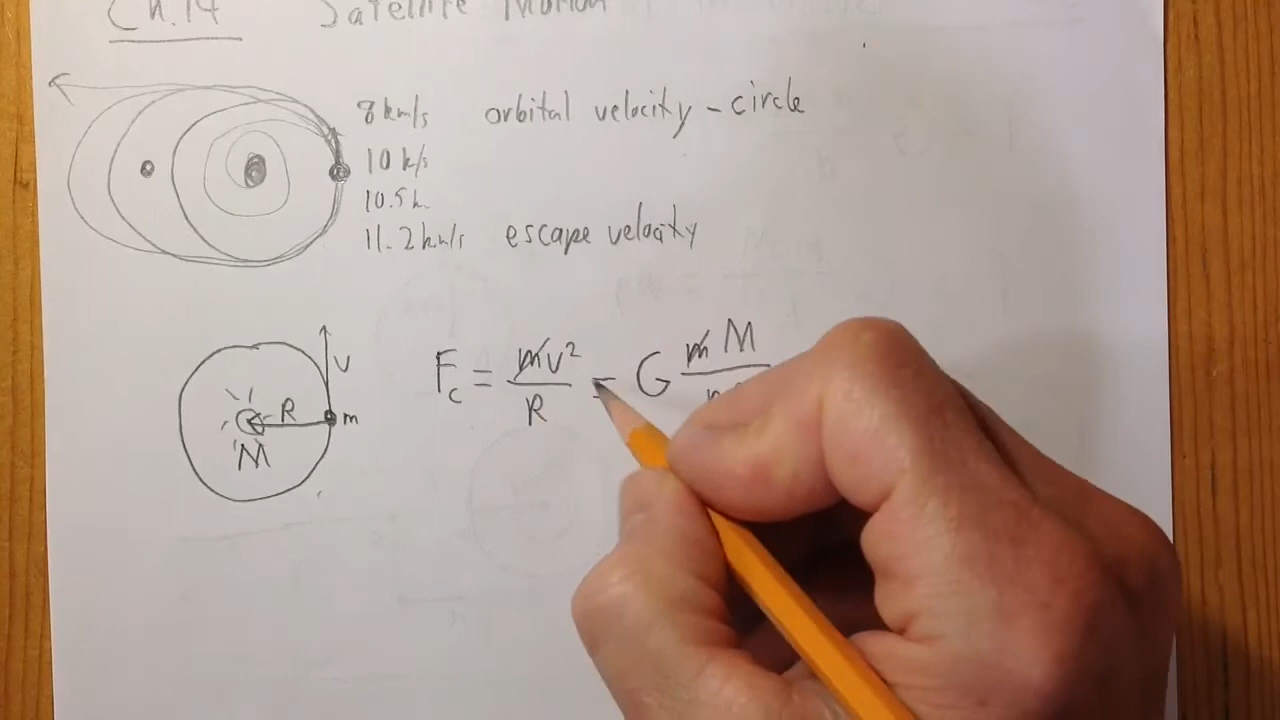 Ch.14 Satellite Motion
8 km/s orbital velocity - circle
10 k/s
10.5 k
11.2 km/s escape velocity
V
R m
M
F_c = mv²/R = G mM